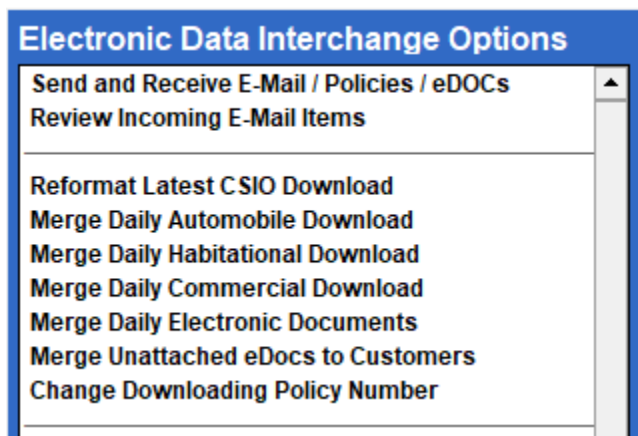 Electronic Data Interchange Options
Send and Receive E-Mail / Policies / eDOCs
Review Incoming E-Mail Items
Reformat Latest CSIO Download
Merge Daily Automobile Download
Merge Daily Habitational Download
Merge Daily Commercial Download
Merge Daily Electronic Documents
Merge Unattached eDocs to Customers
Change Downloading Policy Number